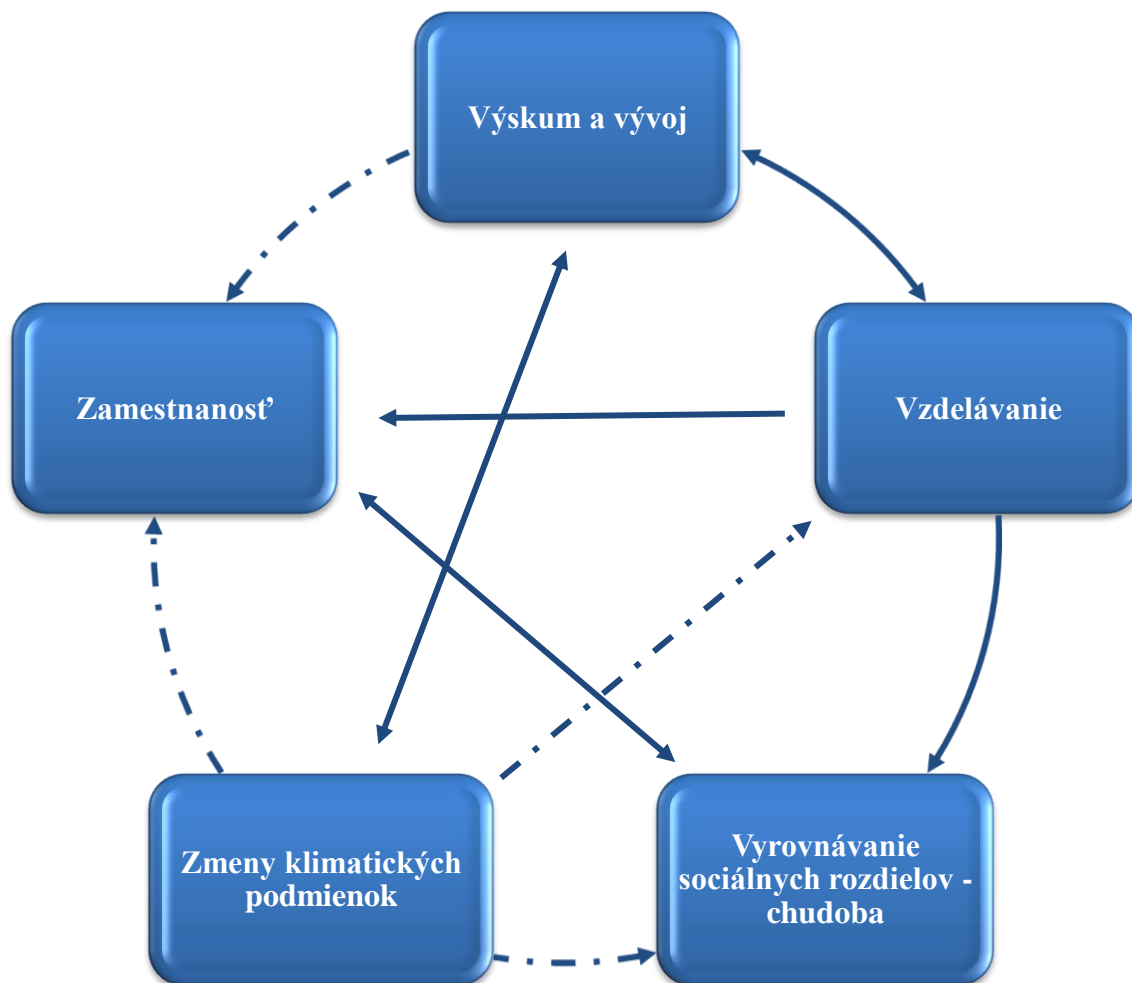 Výskum a vývoj
Zamestnanosť
Vzdelávanie
Zmeny klimatických
podmienok
Vyrovnávanie
sociálnych rozdielov -
chudoba